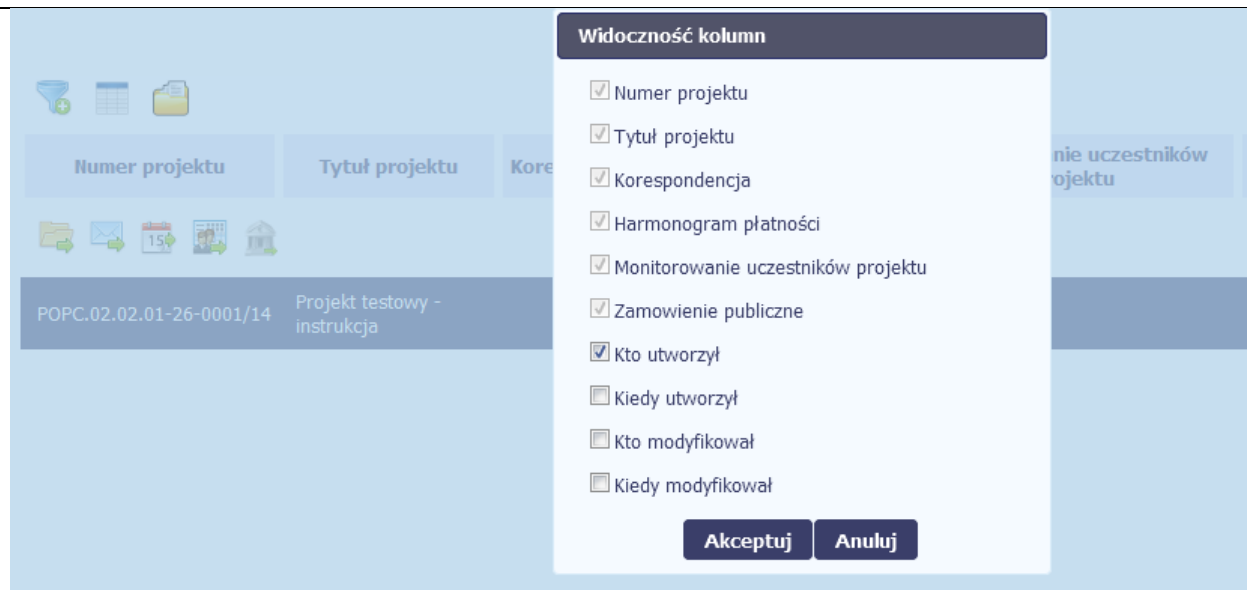 Widoczność kolumn
Numer projektu
Tytuł projektu
Korespondencja
Harmonogram płatności
Monitorowanie uczestników projektu
Zamowienie publiczne
Kto utworzył
Kiedy utworzył
Kto modyfikował
Kiedy modyfikował
Akceptuj Anuluj
Numer projektu Tytuł projektu Kore nie uczestników
ojektu
15
POPC.02.02.01-26-0001/14 Projekt testowy -
instrukcja